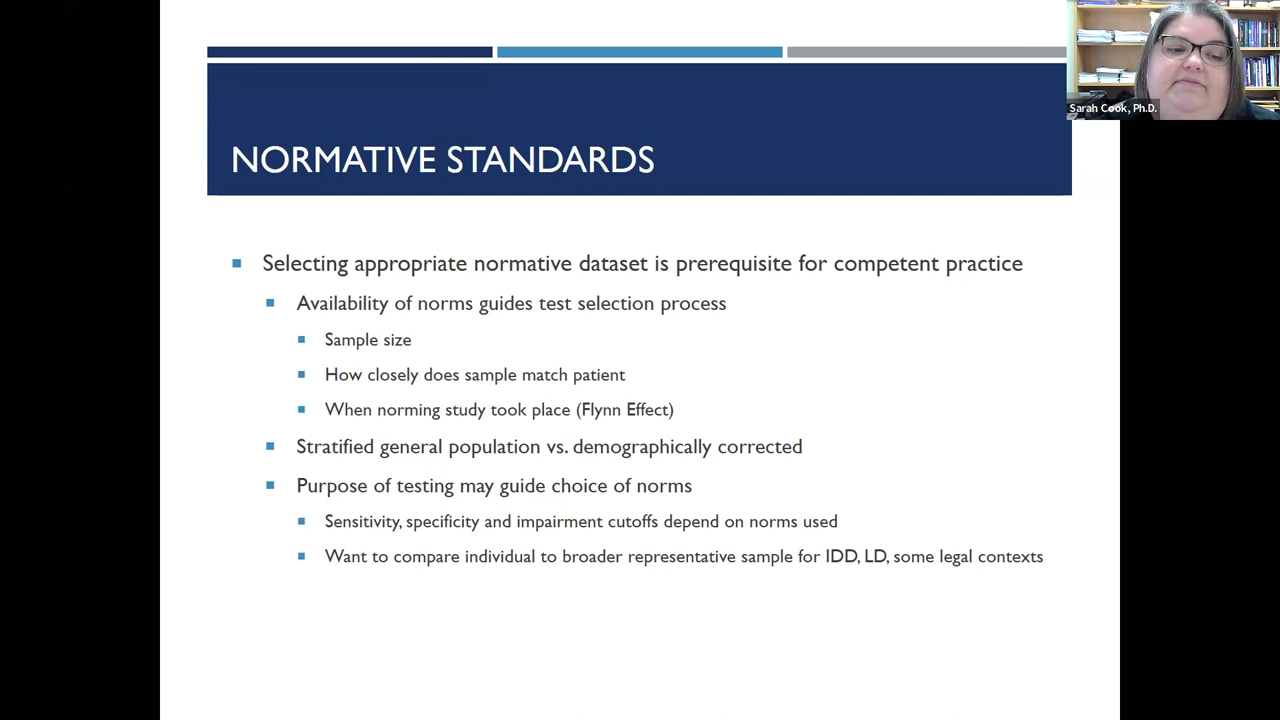 Sarah Cook, Ph.D.
NORMATIVE STANDARDS
Selecting appropriate normative dataset is prerequisite for competent practice
Availability of norms guides test selection process
Sample size
How closely does sample match patient
When norming study took place (Flynn Effect)
Stratified general population vs. demographically corrected
Purpose of testing may guide choice of norms
Sensitivity, specificity and impairment cutoffs depend on norms used
Want to compare individual to broader representative sample for IDD, LD, some legal contexts